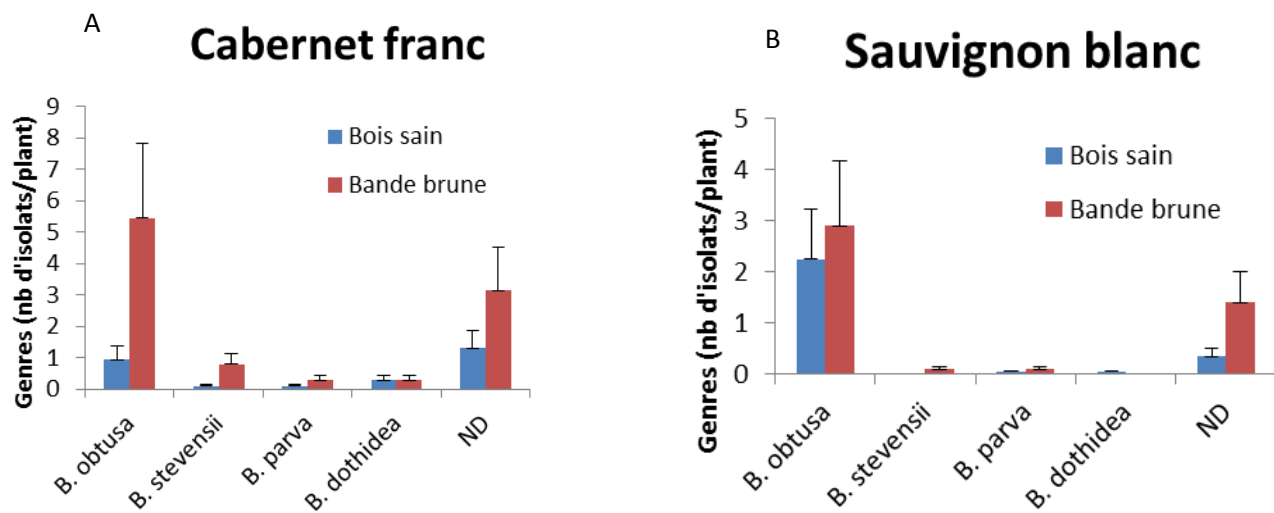 A
Cabernet franc
Genres (nb d'isolats/plant)
9
8
7
6
5
4
3
2
1
0
Bois sain
Bande brune
B. obtusa
B. stevensii
B. parva
B. dothidea
ND
B
Sauvignon blanc
Genres (nb d'isolats/plant)
5
4
3
2
1
0
Bois sain
Bande brune
B. obtusa
B. stevensii
B. parva
B. dothidea
ND